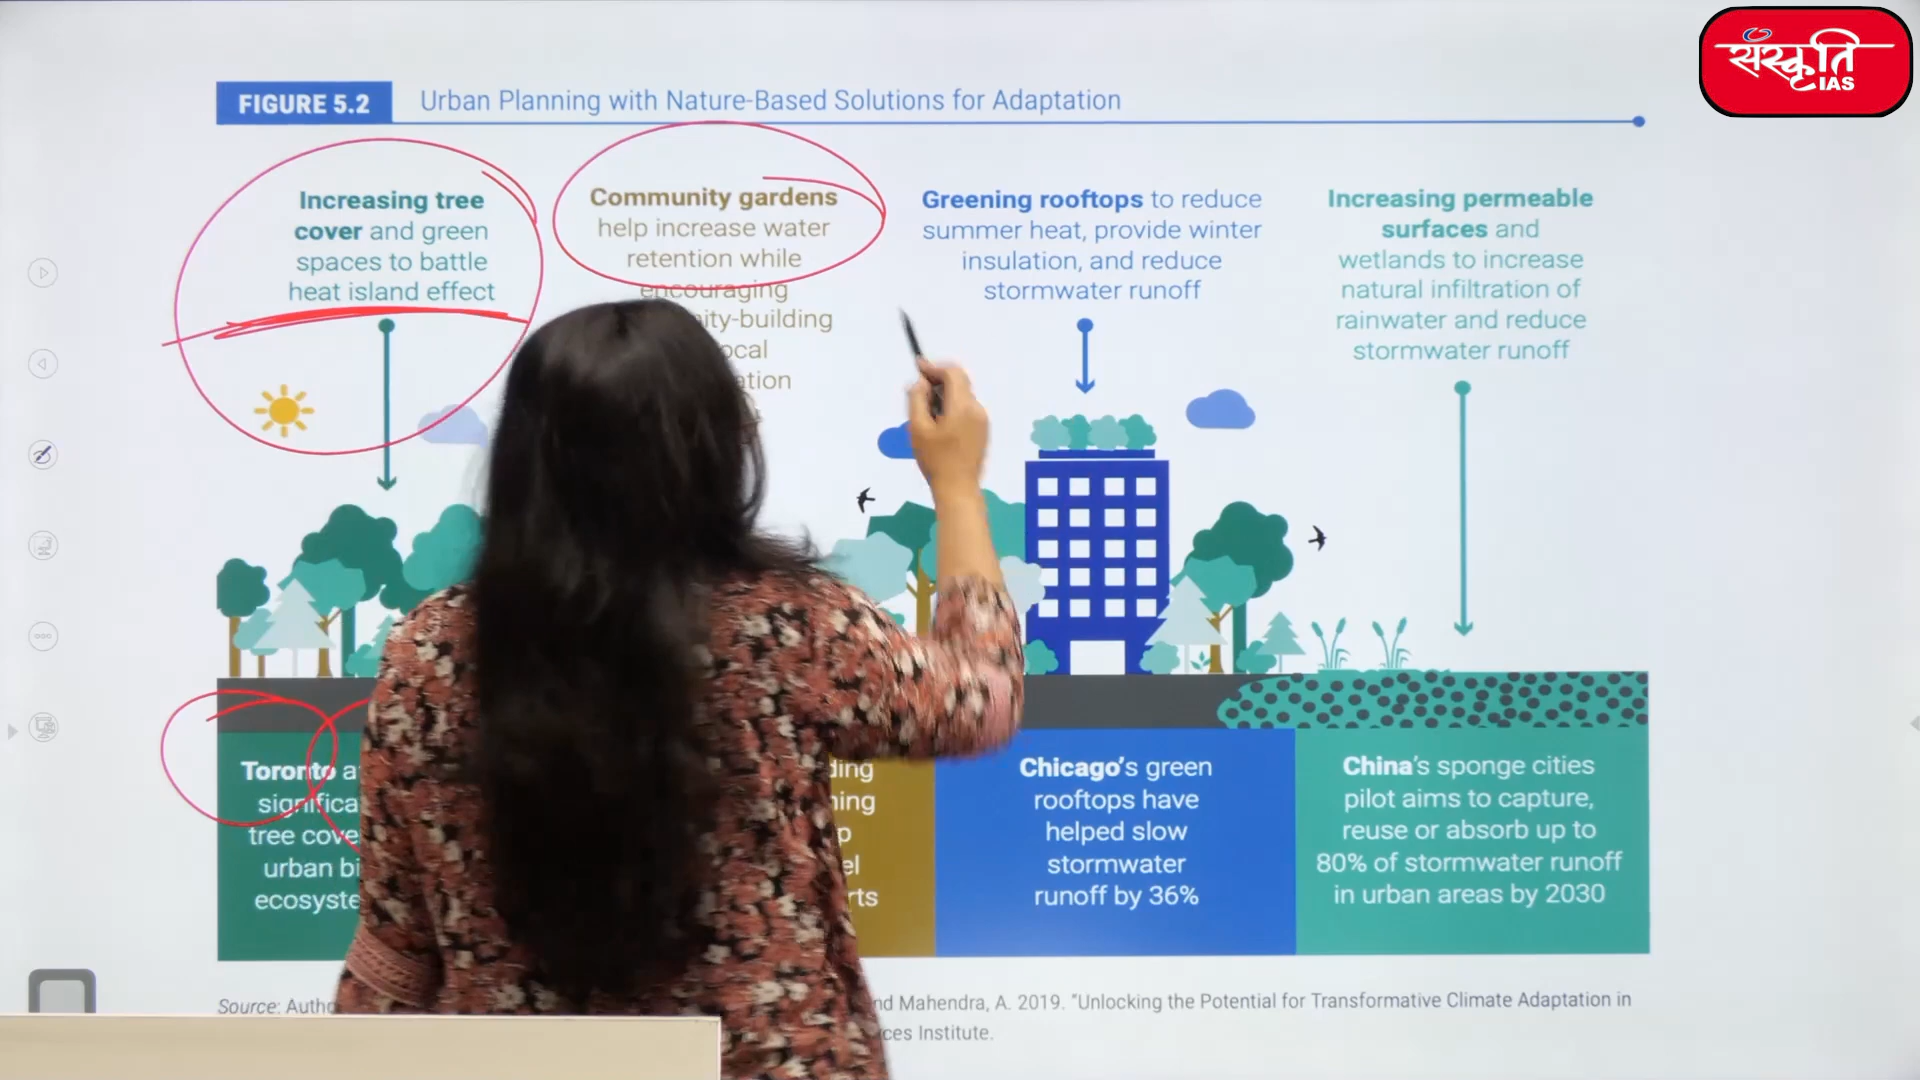 संस्कृति
IAS
FIGURE 5.2 Urban Planning with Nature-Based Solutions for Adaptation
Increasing tree
cover and green
spaces to battle
heat island effect
Community gardens
help increase water
retention while
encouraging
ity-building
ocal
ation
Greening rooftops to reduce
summer heat, provide winter
insulation, and reduce
stormwater runoff
Increasing permeable
surfaces and
wetlands to increase
natural infiltration of
rainwater and reduce
stormwater runoff
Toronto a
significa
tree cove
urban bi
ecosyste
ding
ning
p
el
rts
Chicago's green
rooftops have
helped slow
stormwater
runoff by 36%
China's sponge cities
pilot aims to capture,
reuse or absorb up to
80% of stormwater runoff
in urban areas by 2030
Source: Autho nd Mahendra, A. 2019. "Unlocking the Potential for Transformative Climate Adaptation in
ces Institute.